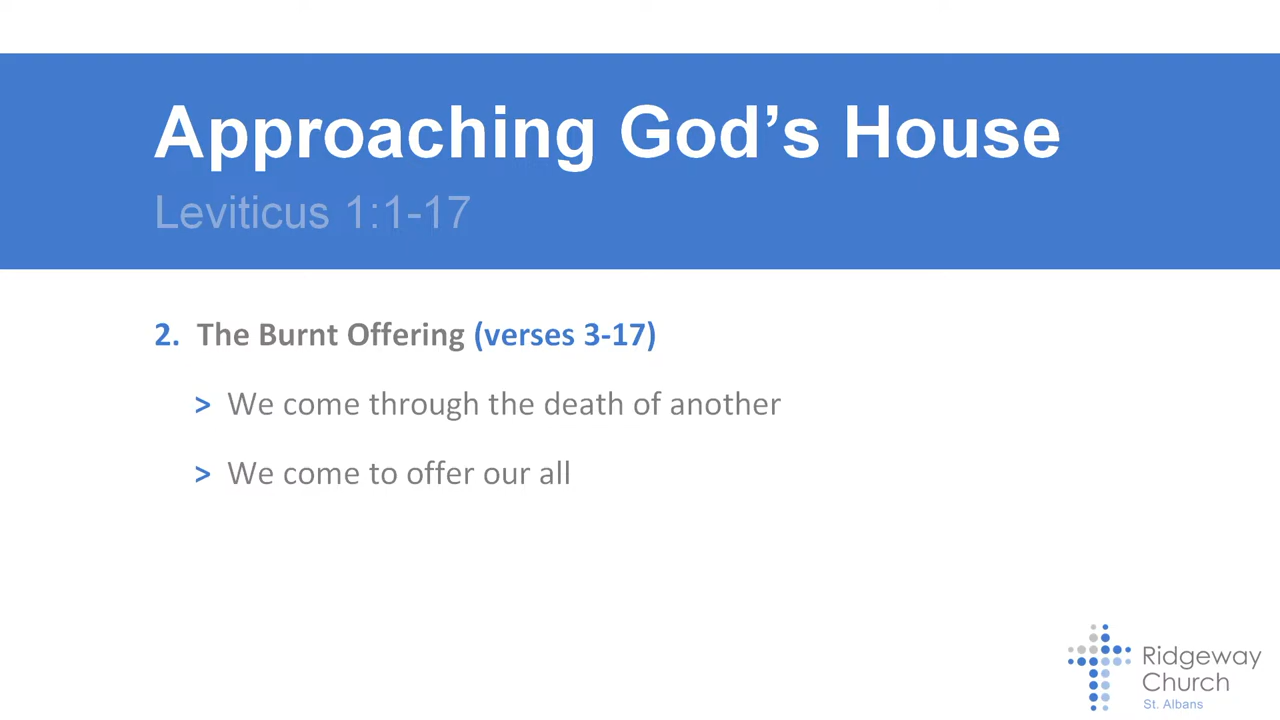 Approaching God’s House
Leviticus 1:1-17
2. The Burnt Offering (verses 3-17)
> We come through the death of another
> We come to offer our all
Ridgeway
Church
St. Albans